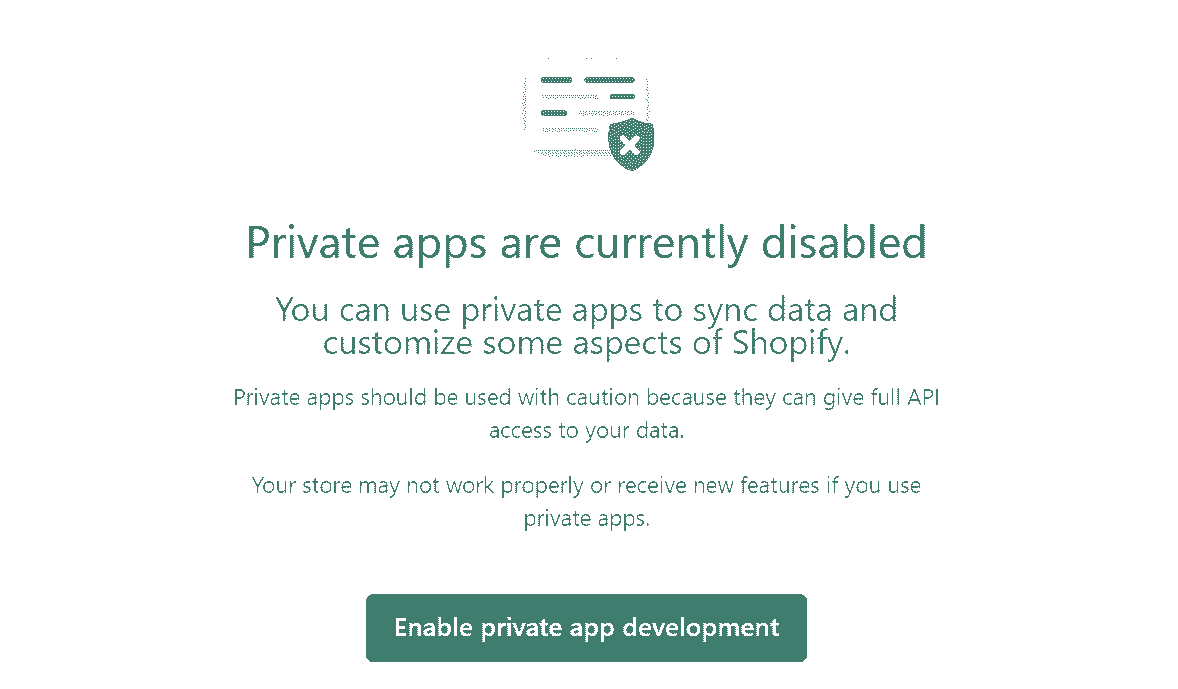 Private apps are currently disabled
You can use private apps to sync data and
customize some aspects of Shopify.
Private apps should be used with caution because they can give full API
access to your data.
Your store may not work properly or receive new features if you use
private apps.
Enable private app development